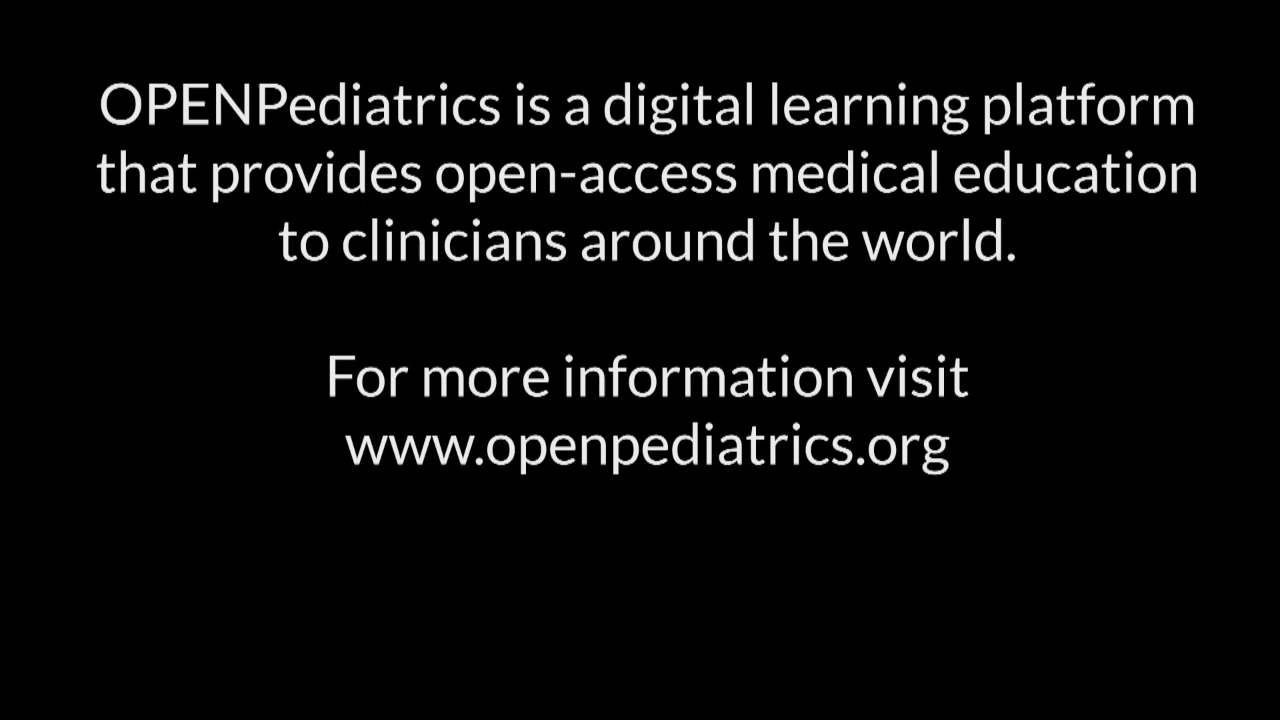 OPENPediatrics is a digital learning platform
that provides open-access medical education
to clinicians around the world.
For more information visit
www.openpediatrics.org